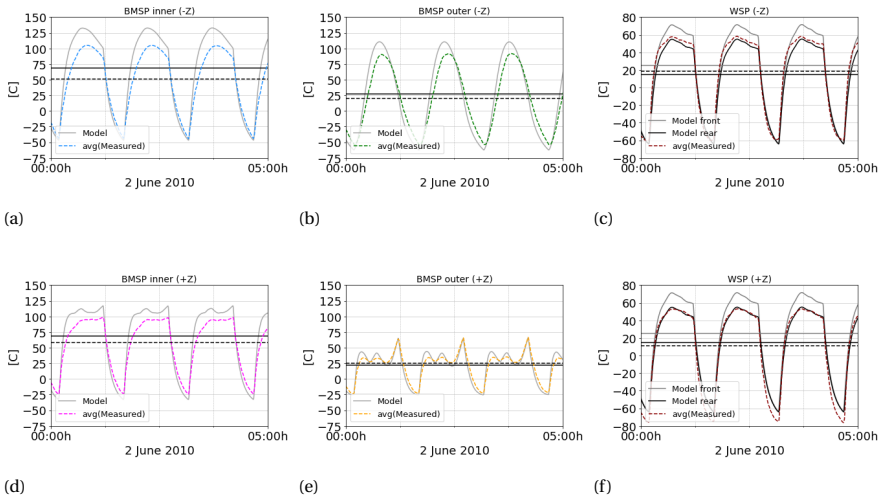 BMSP inner (-Z)
150
125
100
75
50
25
0
−25
−50
−75
[C]
Model
avg(Measured)
00:00h
05:00h
2 June 2010
(a)
BMSP outer (-Z)
150
125
100
75
50
25
0
−25
−50
−75
[C]
Model
avg(Measured)
00:00h
05:00h
2 June 2010
(b)
WSP (-Z)
80
60
40
20
0
−20
−40
−60
−80
[C]
Model front
Model rear
avg(Measured)
00:00h
05:00h
2 June 2010
(c)
BMSP inner (+Z)
150
125
100
75
50
25
0
−25
−50
−75
[C]
Model
avg(Measured)
00:00h
05:00h
2 June 2010
(d)
BMSP outer (+Z)
150
125
100
75
50
25
0
−25
−50
−75
[C]
Model
avg(Measured)
00:00h
05:00h
2 June 2010
(e)
WSP (+Z)
80
60
40
20
0
−20
−40
−60
−80
[C]
Model front
Model rear
avg(Measured)
00:00h
05:00h
2 June 2010
(f)